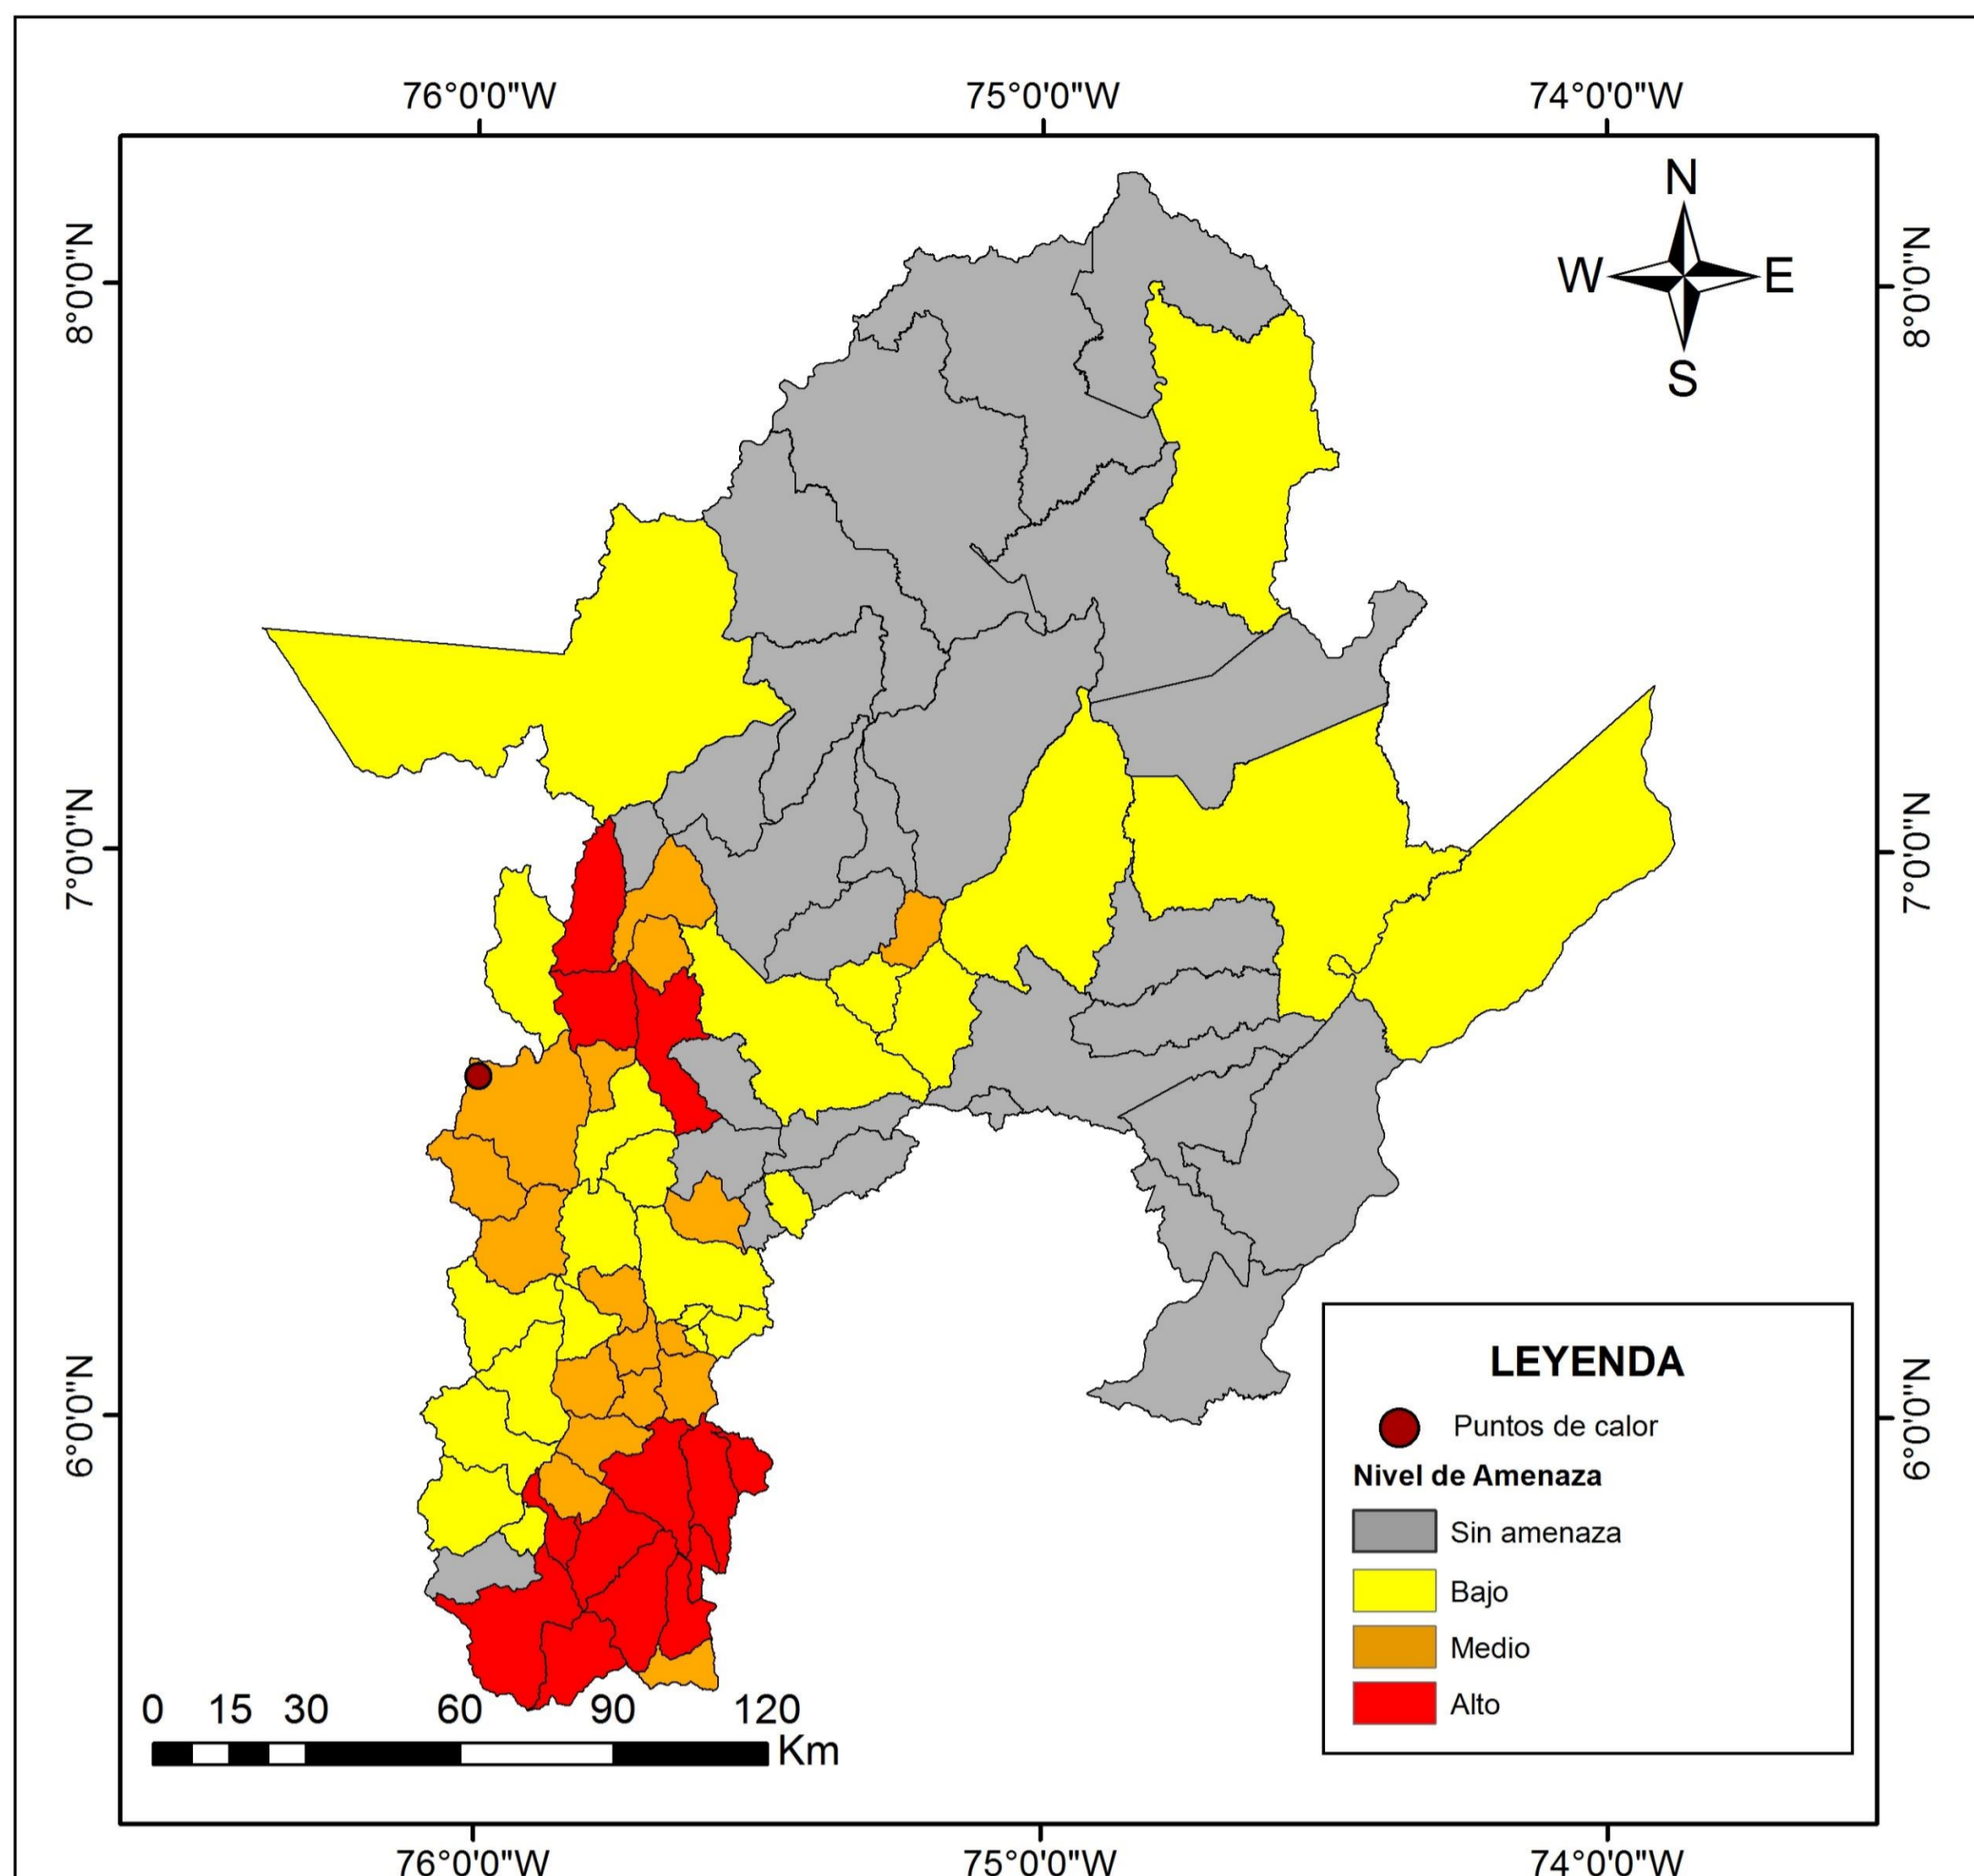 76°0'0"W 75°0'0"W 74°0'0"W
N
W E
S
8°0'0"N 8°0'0"N
7°0'0"N 7°0'0"N
6°0'0"N 6°0'0"N
LEYENDA
Puntos de calor
Nivel de Amenaza
Sin amenaza
Bajo
Medio
Alto
0 15 30 60 90 120
Km
76°0'0"W 75°0'0"W 74°0'0"W